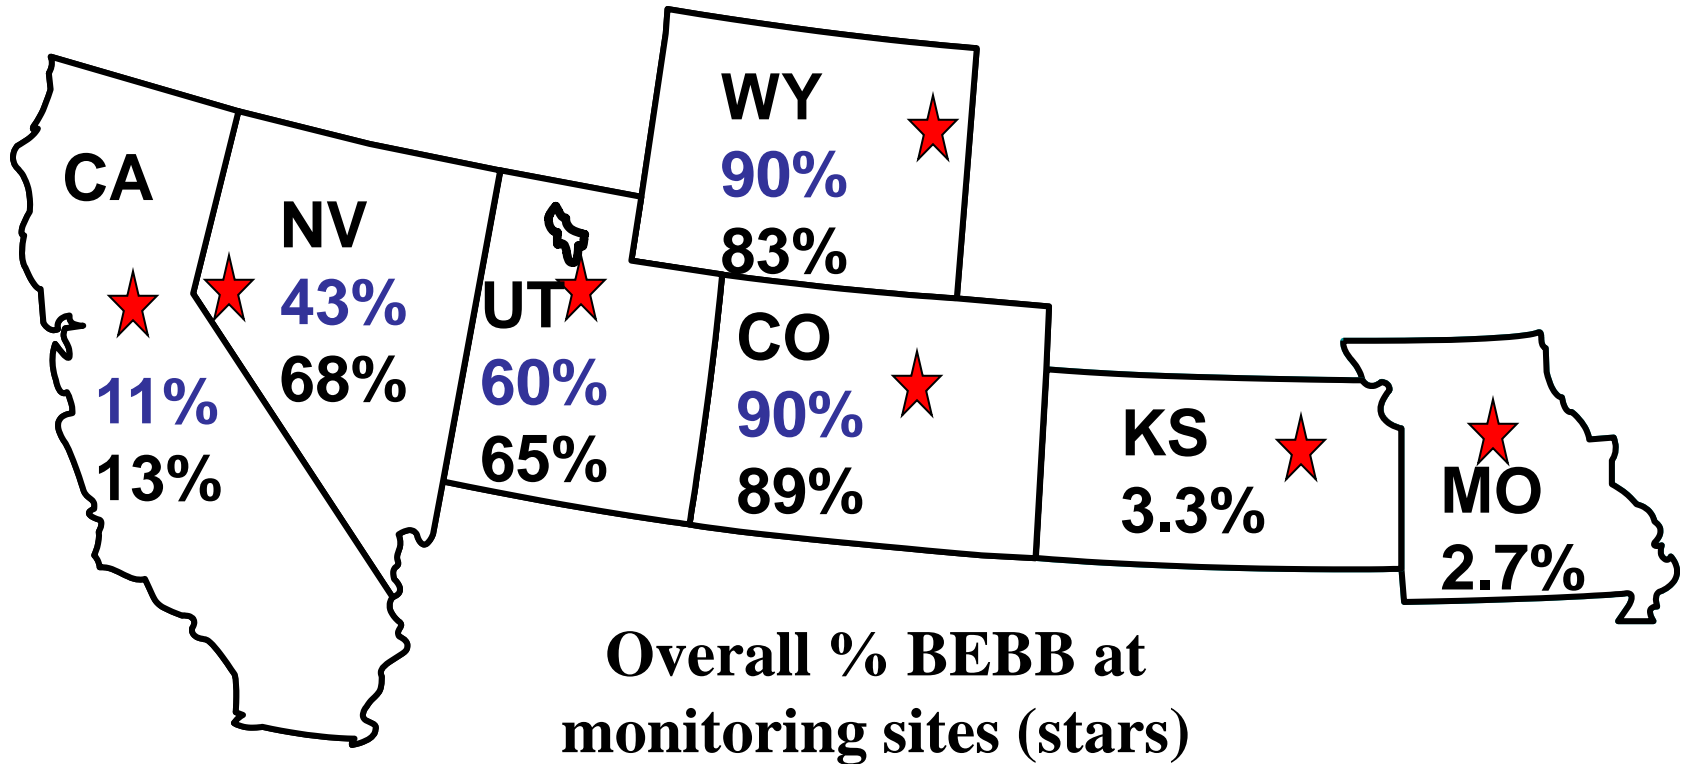 CA
11%
13%
NV
43%
68%
UT
60%
65%
WY
90%
83%
CO
90%
89%
KS
3.3%
MO
2.7%
Overall % BEBB at
monitoring sites (stars)